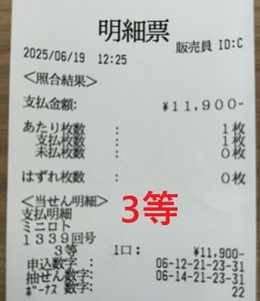 明細票
販売員 ID:C
2025/06/19 12:25
<照合結果>
支払金額: ¥11,900-
あたり枚数 : 1枚
支払枚数 : 1枚
未払枚数 : 0枚
はずれ枚数 : 0枚
<当せん明細>
3等
支払明細
ミニロト
1339回号
3等 1口: ¥11,900-
申込数字: 06-12-21-23-31
抽せん数字: 06-14-21-23-31
ボーナス数字: 22